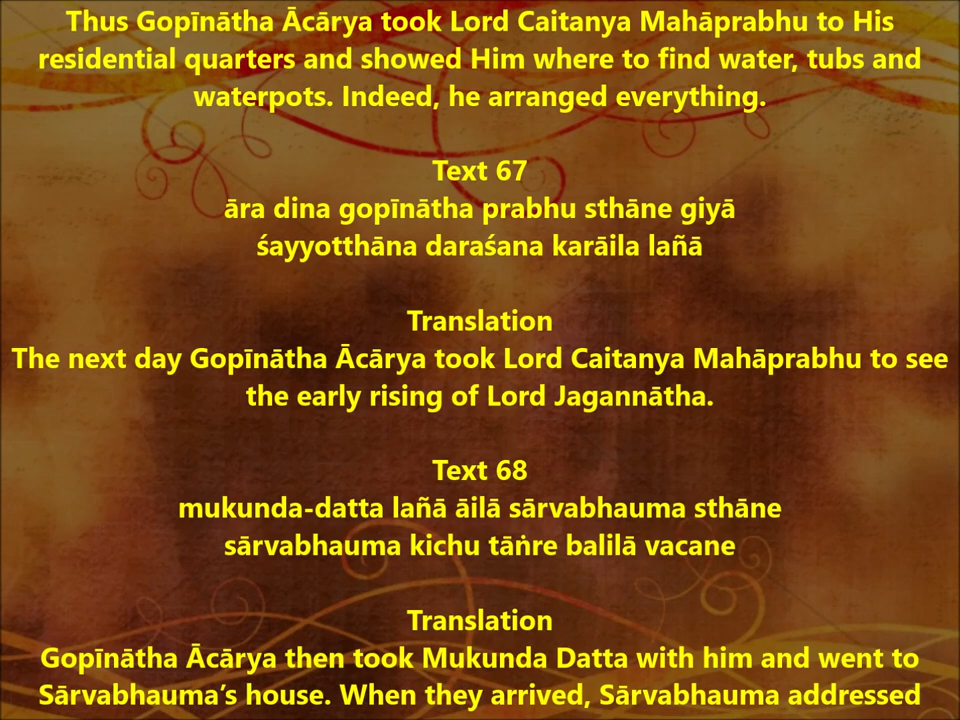 Thus Gopīnātha Ācārya took Lord Caitanya Mahāprabhu to His
residential quarters and showed Him where to find water, tubs and
waterpots. Indeed, he arranged everything.
Text 67
āra dina gopīnātha prabhu sthāne giyā
śayyotthāna daraśana karāila lañā
Translation
The next day Gopīnātha Ācārya took Lord Caitanya Mahāprabhu to see
the early rising of Lord Jagannātha.
Text 68
mukunda-datta lañā āilā sārvabhauma sthāne
sārvabhauma kichu tāṅre balilā vacane
Translation
Gopīnātha Ācārya then took Mukunda Datta with him and went to
Sārvabhauma’s house. When they arrived, Sārvabhauma addressed